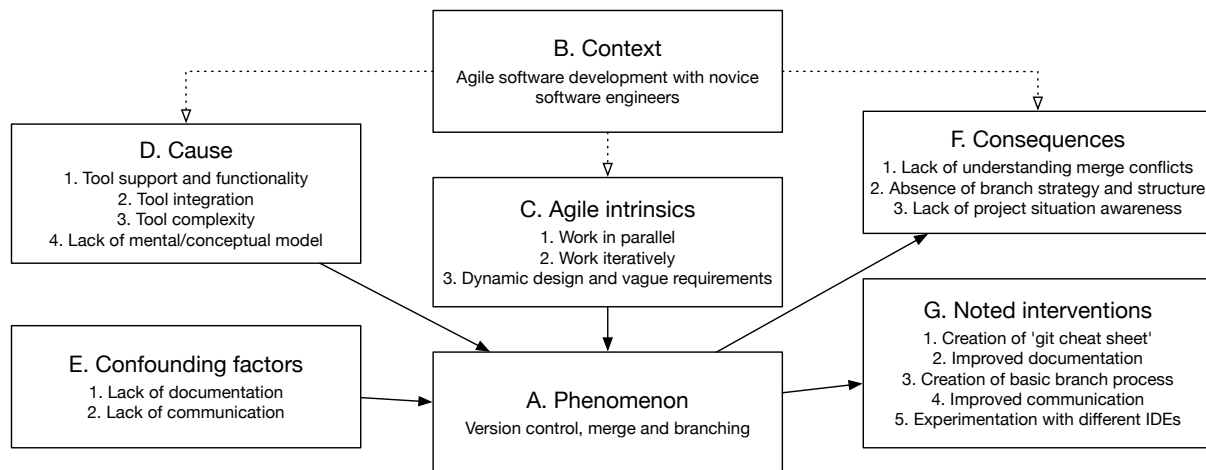 B. Context
Agile software development with novice
software engineers
D. Cause
1. Tool support and functionality
2. Tool integration
3. Tool complexity
4. Lack of mental/conceptual model
C. Agile intrinsics
1. Work in parallel
2. Work iteratively
3. Dynamic design and vague requirements
F. Consequences
1. Lack of understanding merge conflicts
2. Absence of branch strategy and structure
3. Lack of project situation awareness
E. Confounding factors
1. Lack of documentation
2. Lack of communication
A. Phenomenon
Version control, merge and branching
G. Noted interventions
1. Creation of 'git cheat sheet'
2. Improved documentation
3. Creation of basic branch process
4. Improved communication
5. Experimentation with different IDEs